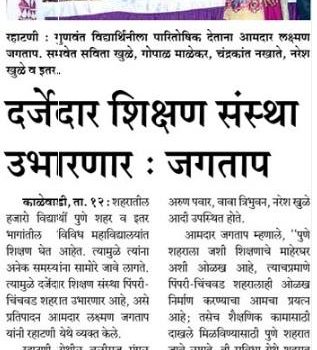 रहाटणी : गुणवंत विद्यार्थिनीला पारितोषिक देताना आमदार लक्ष्मण
जगताप. समवेत सविता खुळे, गोपाळ माळेकर, चंद्रकांत नखाते, नरेश
खुळे व इतर.
दर्जेदार शिक्षण संस्था
उभारणार : जगताप
काळेवाडी, ता. १२ : शहरातील
हजारो विद्यार्थी पुणे शहर व इतर
भागांतील विविध महाविद्यालयांत
शिक्षण घेत आहेत. त्यामुळे त्यांना
अनेक समस्यांना सामोरे जावे लागते.
त्यामुळे दर्जेदार शिक्षण संस्था पिंपरी-
चिंचवड शहरात उभारणार आहे, असे
प्रतिपादन आमदार लक्ष्मण जगताप
यांनी रहाटणी येथे व्यक्त केले.
अरुण पवार, बाबा त्रिभुवन, नरेश खुळे
आदी उपस्थित होते.
आमदार जगताप म्हणाले, ''पुणे
शहराला जशी शिक्षणाचे माहेरघर
अशी ओळख आहे, त्याचप्रमाणे
पिंपरी-चिंचवड शहरालाही ओळख
निर्माण करण्याचा आमचा प्रयत्न
आहे; तसेच शैक्षणिक कामासाठी
दाखले मिळविण्यासाठी पुणे शहरात